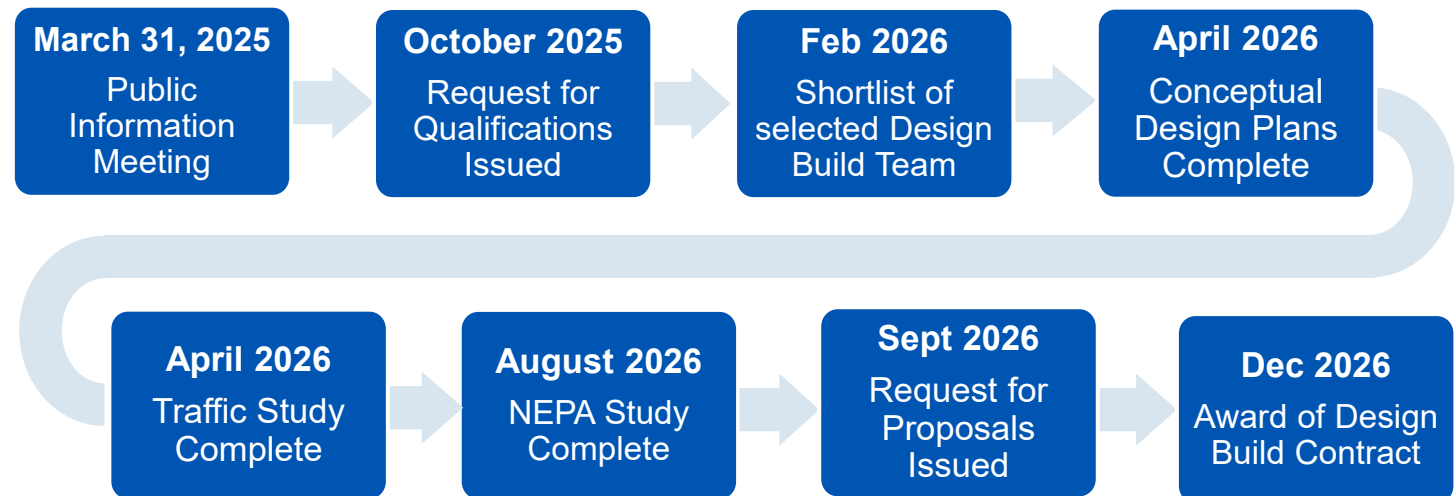 March 31, 2025
Public
Information
Meeting
October 2025
Request for
Qualifications
Issued
Feb 2026
Shortlist of
selected Design
Build Team
April 2026
Conceptual
Design Plans
Complete
April 2026
Traffic Study
Complete
August 2026
NEPA Study
Complete
Sept 2026
Request for
Proposals
Issued
Dec 2026
Award of Design
Build Contract